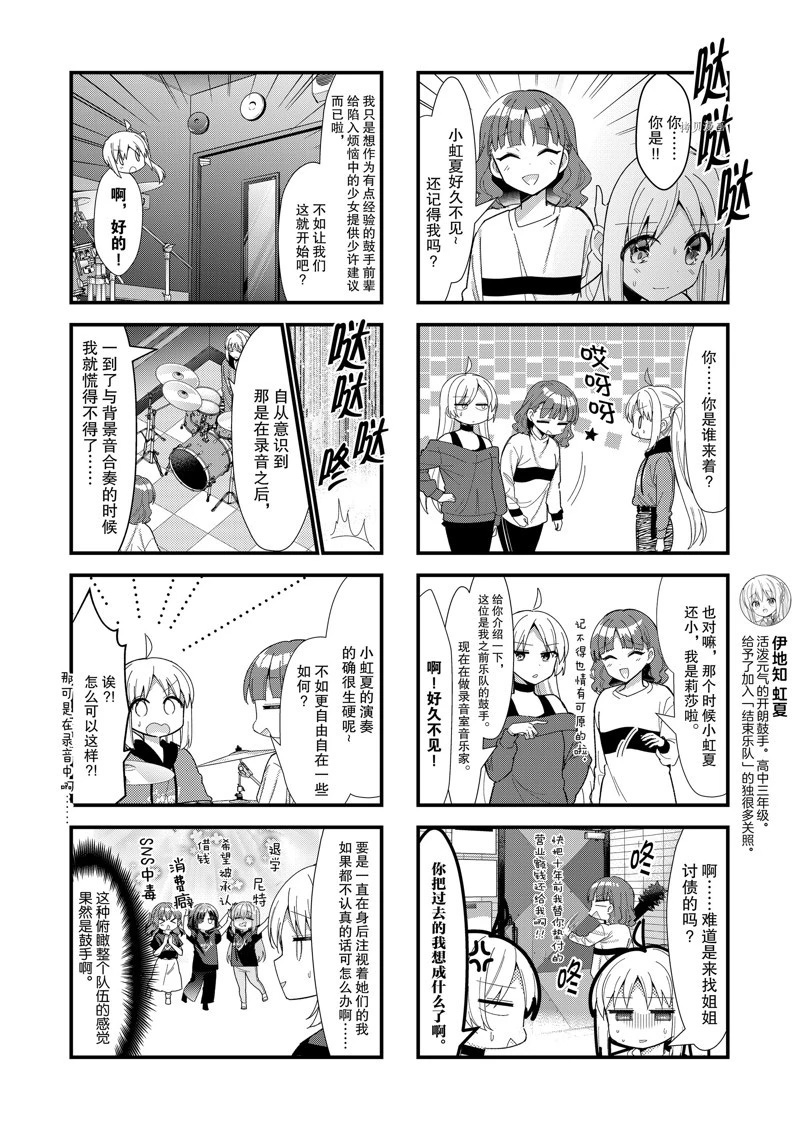 哒
哒
哒
你……
你是!!
小虹夏好久不见~
还记得我吗?
你……你是谁来着?
哎呀呀
也对嘛,那个时候小虹夏
还小,我是莉莎啦。
记不得也情有可原的啦。
给你介绍一下,
这位是我之前乐队的鼓手。
现在在做录音室音乐家。
啊!好久不见!
啊……难道是来找姐姐
讨债的吗?
咚
咚
快把十年前我替你垫付的
营业赊钱还给我啊!!
你把过去的我想成什么了啊。
我只是想作为有点经验的鼓手前辈
给陷入烦恼中的少女提供少许建议
而已啦,
不如让我们
这就开始吧?
啊,好的!
哒
哒
哒
咚
自从意识到
那是在录音之后,
一到了与背景音合奏的时候
我就慌得不得了……
小虹夏的演奏
的确很生硬呢~
不如更自由自在一些
如何?
诶?!
怎么可以这样?!
那可是在录音中啊……
要是一直在身后注视着她们的我
如果都不认真的话可怎么办啊……
退学
尼特
希望被承认
借钱
消费癖
SNS中毒
这种俯瞰整个队伍的感觉
果然是鼓手啊。
伊地知 虹夏
活泼元气的开朗鼓手。高中三年级。
给予了加入「结束乐队」的独很多关照。